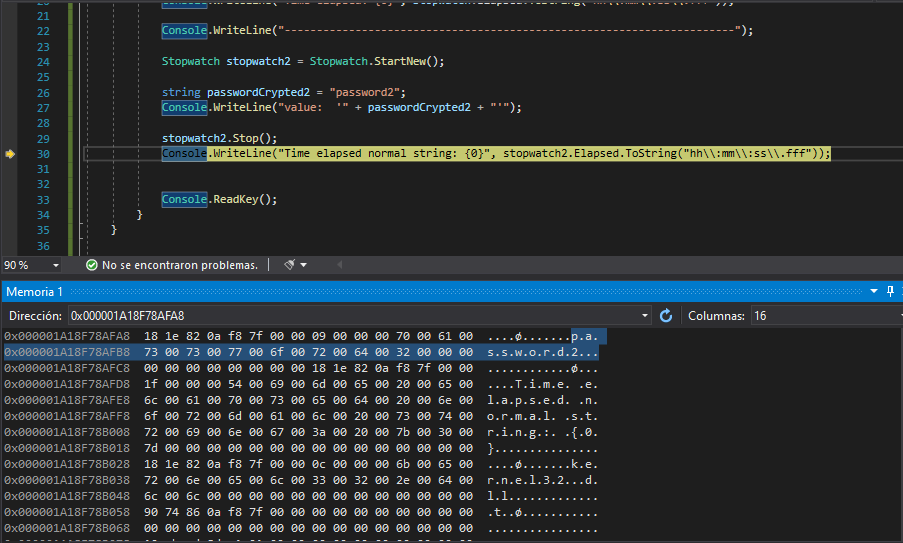 21
22 Console.WriteLine("--------------------------------------------------------------------");
23
24 Stopwatch stopwatch2 = Stopwatch.StartNew();
25
26 string passwordCrypted2 = "password2";
27 Console.WriteLine("value:  '" + passwordCrypted2 + "'");
28
29 stopwatch2.Stop();
30 Console.WriteLine("Time elapsed normal string: {0}", stopwatch2.Elapsed.ToString("hh\\:mm\\:ss\\.fff"));
31
32
33 Console.ReadKey();
34 }
35 }
36
90 % No se encontraron problemas.
Memoria 1
Dirección: 0x000001A18F78AFA8 Columnas: 16
0x000001A18F78AFA8 18 1e 82 0a f8 7f 00 00 09 00 00 00 70 00 61 00 ....ø.......p.a.
0x000001A18F78AFB8 73 00 73 00 77 00 6f 00 72 00 64 00 32 00 00 00 s.s.w.o.r.d.2...
0x000001A18F78AFC8 00 00 00 00 00 00 00 00 18 1e 82 0a f8 7f 00 00 ............ø...
0x000001A18F78AFD8 1f 00 00 00 54 00 69 00 6d 00 65 00 20 00 65 00 ....T.i.m.e. .e.
0x000001A18F78AFE8 6c 00 61 00 70 00 73 00 65 00 64 00 20 00 6e 00 l.a.p.s.e.d. .n.
0x000001A18F78AFF8 6f 00 72 00 6d 00 61 00 6c 00 20 00 73 00 74 00 o.r.m.a.l. .s.t.
0x000001A18F78B008 72 00 69 00 6e 00 67 00 3a 00 20 00 7b 00 30 00 r.i.n.g.:. .{.0.
0x000001A18F78B018 7d 00 00 00 00 00 00 00 00 00 00 00 00 00 00 00 }...............
0x000001A18F78B028 18 1e 82 0a f8 7f 00 00 0c 00 00 00 6b 00 65 00 ....ø.......k.e.
0x000001A18F78B038 72 00 6e 00 65 00 6c 00 33 00 32 00 2e 00 64 00 r.n.e.l.3.2...d.
0x000001A18F78B048 6c 00 6c 00 00 00 00 00 00 00 00 00 00 00 00 00 l.l.............
0x000001A18F78B058 90 74 86 0a f8 7f 00 00 00 00 00 00 00 00 00 00 .t..ø...........
0x000001A18F78B068 00 00 00 00 00 00 00 00 00 00 00 00 00 00 00 00 ................